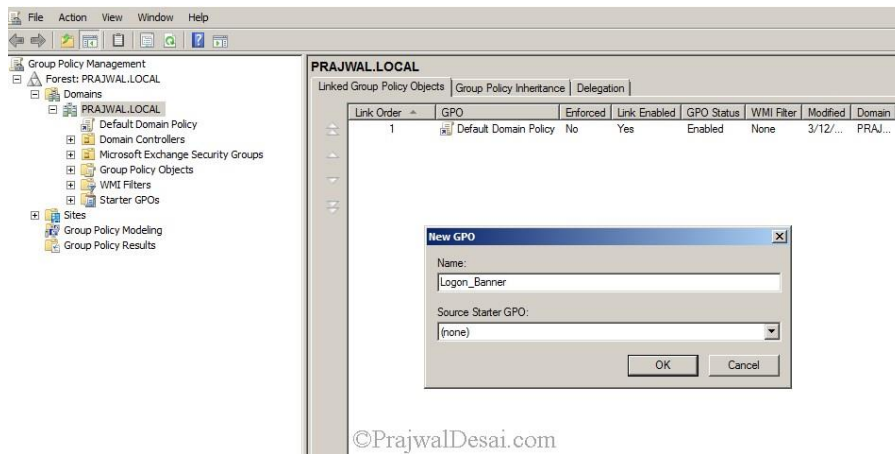 File Action View Window Help
Group Policy Management
Forest: PRAJWAL.LOCAL
Domains
PRAJWAL.LOCAL
Default Domain Policy
Domain Controllers
Microsoft Exchange Security Groups
Group Policy Objects
WMI Filters
Starter GPOs
Sites
Group Policy Modeling
Group Policy Results
PRAJWAL.LOCAL
Linked Group Policy Objects Group Policy Inheritance Delegation
Link Order GPO Enforced Link Enabled GPO Status WMI Filter Modified Domain
1 Default Domain Policy No Yes Enabled None 3/12/... PRAJ...
New GPO
Name:
Logon_Banner
Source Starter GPO:
(none)
OK Cancel
©PrajwalDesai.com